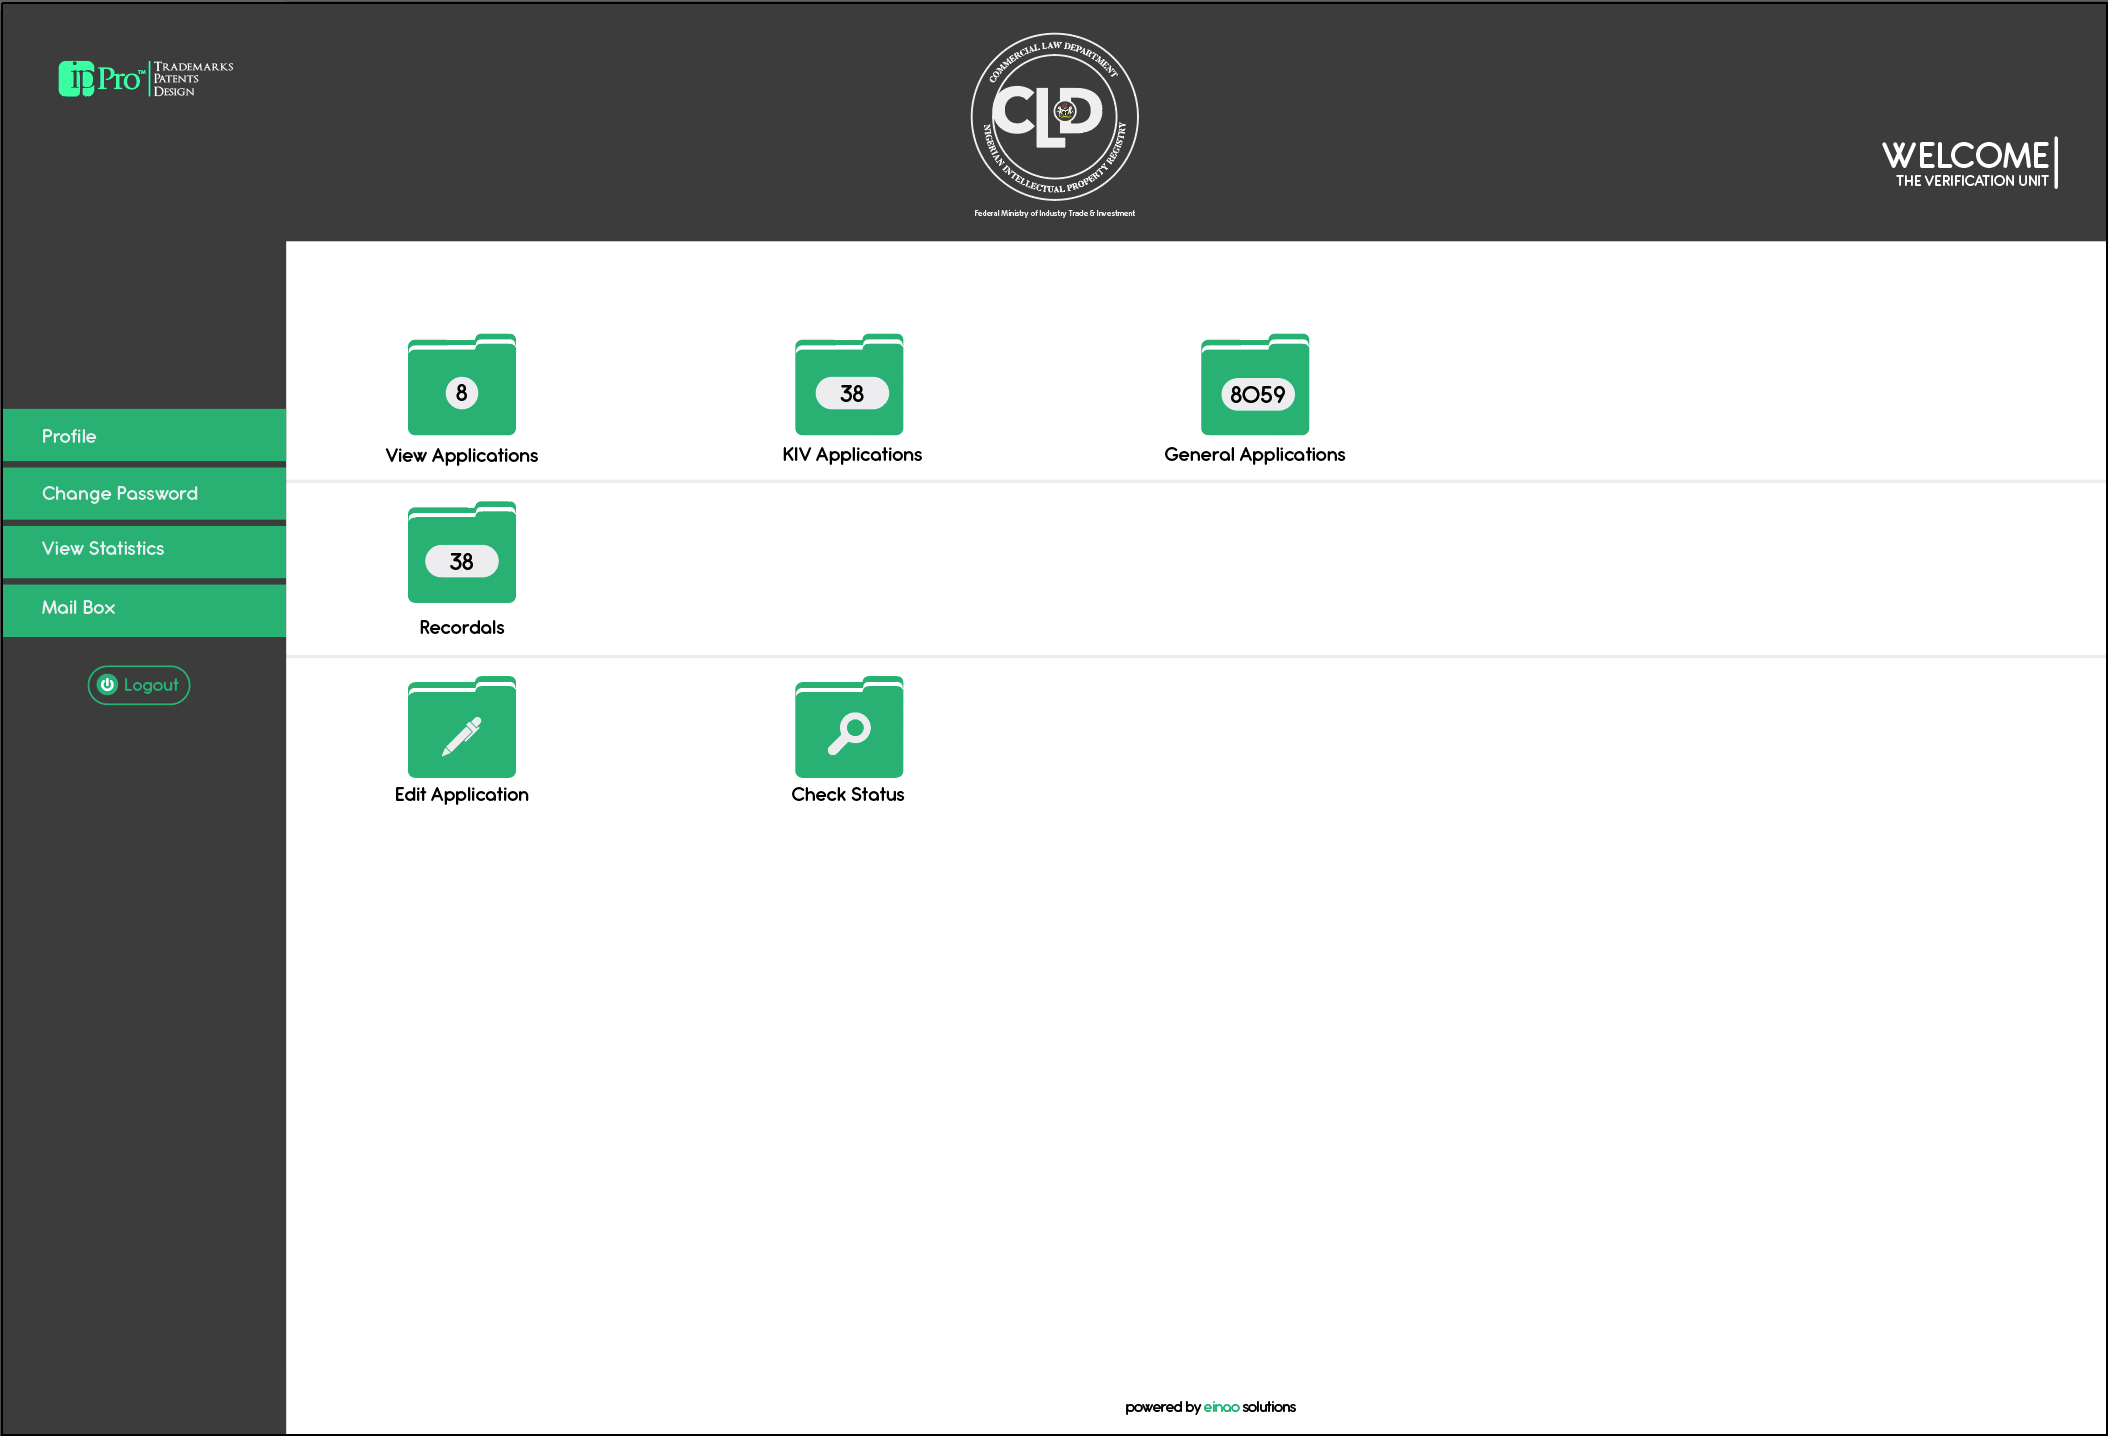 ipPro™
TRADEMARKS
PATENTS
DESIGN
COMMERCIAL LAW DEPARTMENT
CLD
NIGERIAN INTELLECTUAL PROPERTY REGISTRY
Federal Ministry of Industry Trade & Investment
WELCOME
THE VERIFICATION UNIT
Profile
Change Password
View Statistics
Mail Box
Logout
8
View Applications
38
KIV Applications
8059
General Applications
38
Recordals
Edit Application
Check Status
powered by einao solutions